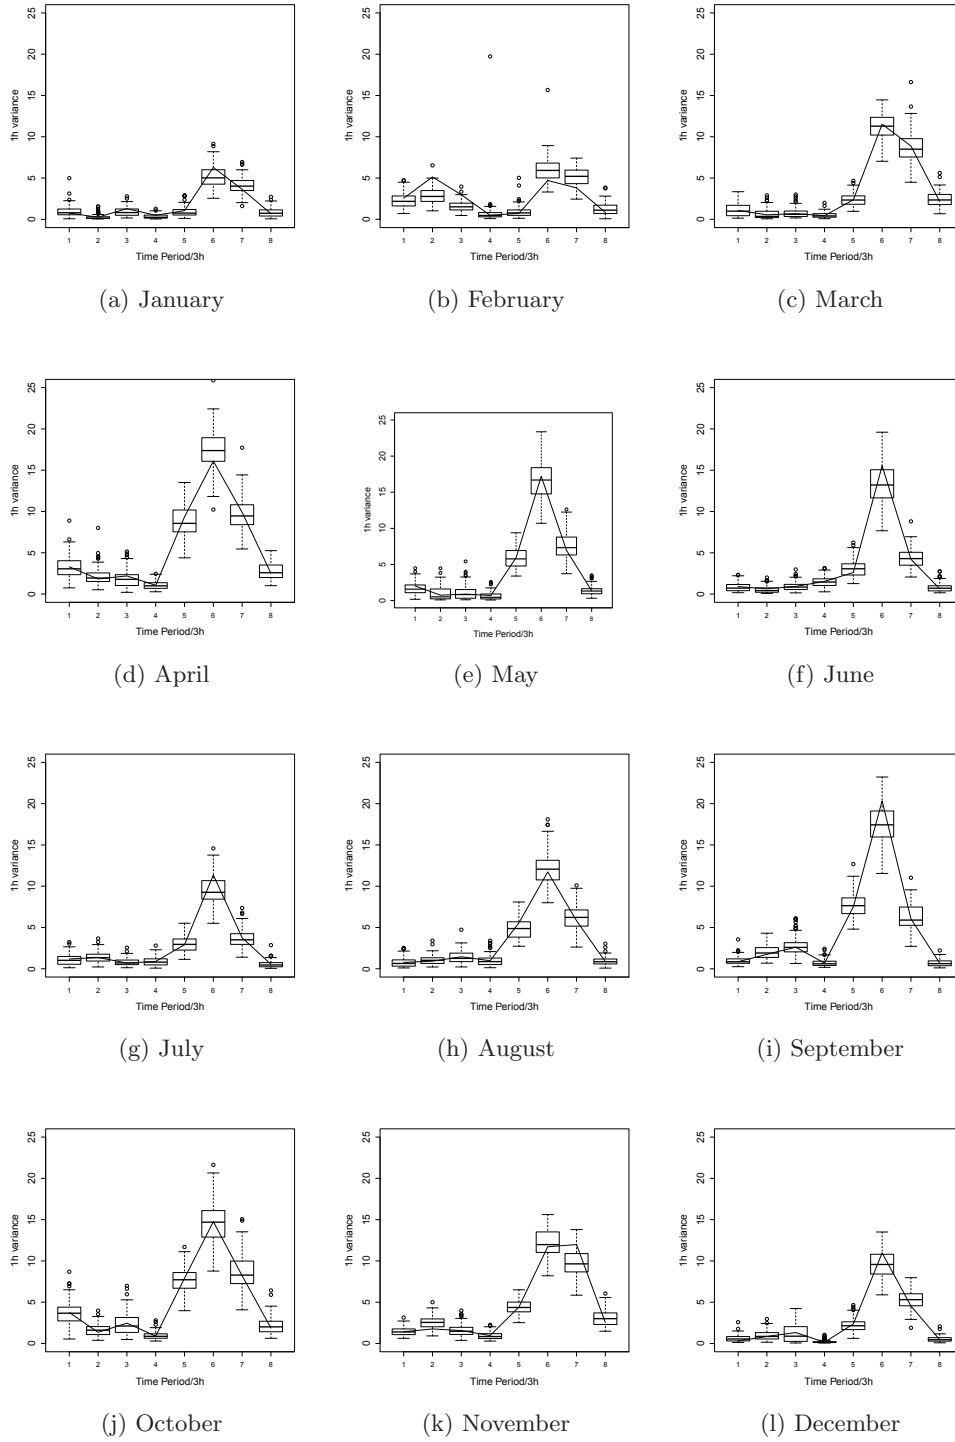 25
20
15
10
5
0
1h variance
1 2 3 4 5 6 7 8
Time Period/3h
(a) January
25
20
15
10
5
0
1h variance
1 2 3 4 5 6 7 8
Time Period/3h
(b) February
25
20
15
10
5
0
1h variance
1 2 3 4 5 6 7 8
Time Period/3h
(c) March
25
20
15
10
5
0
1h variance
1 2 3 4 5 6 7 8
Time Period/3h
(d) April
25
20
15
10
5
0
1h variance
1 2 3 4 5 6 7 8
Time Period/3h
(e) May
25
20
15
10
5
0
1h variance
1 2 3 4 5 6 7 8
Time Period/3h
(f) June
25
20
15
10
5
0
1h variance
1 2 3 4 5 6 7 8
Time Period/3h
(g) July
25
20
15
10
5
0
1h variance
1 2 3 4 5 6 7 8
Time Period/3h
(h) August
25
20
15
10
5
0
1h variance
1 2 3 4 5 6 7 8
Time Period/3h
(i) September
25
20
15
10
5
0
1h variance
1 2 3 4 5 6 7 8
Time Period/3h
(j) October
25
20
15
10
5
0
1h variance
1 2 3 4 5 6 7 8
Time Period/3h
(k) November
25
20
15
10
5
0
1h variance
1 2 3 4 5 6 7 8
Time Period/3h
(l) December